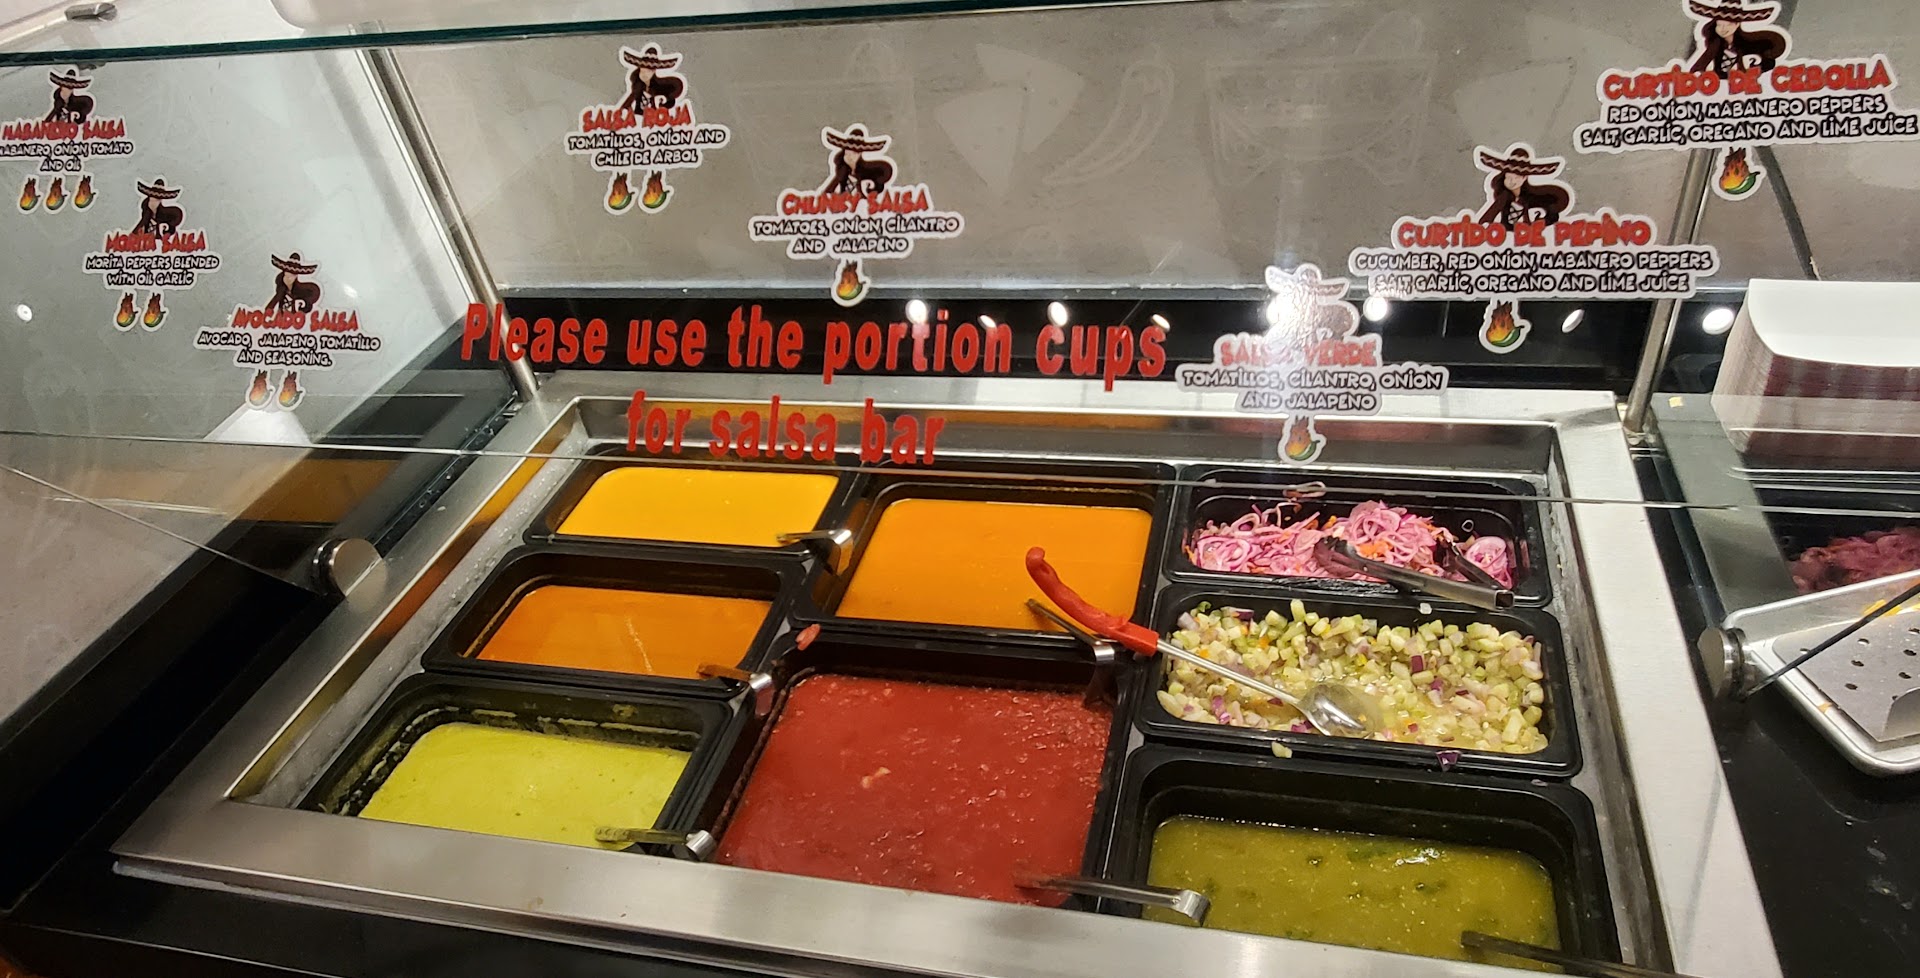 HABANERO SALSA
HABANERO, ONION, TOMATO
AND OIL
MORITA SALSA
MORITA PEPPERS BLENDED
WITH OIL GARLIC
AVOCADO SALSA
AVOCADO, JALAPENO, TOMATILLO
AND SEASONING.
SALSA ROJA
TOMATILLOS, ONION AND
CHILE DE ARBOL
CHUNKY SALSA
TOMATOES, ONION, CILANTRO
AND JALAPENO
SALSA VERDE
TOMATILLOS, CILANTRO, ONION
AND JALAPENO
CURTIDO DE PEPINO
CUCUMBER, RED ONION, HABANERO PEPPERS
SALT, GARLIC, OREGANO AND LIME JUICE
CURTIDO DE CEBOLLA
RED ONION, HABANERO PEPPERS
SALT, GARLIC, OREGANO AND LIME JUICE
Please use the portion cups
for salsa bar